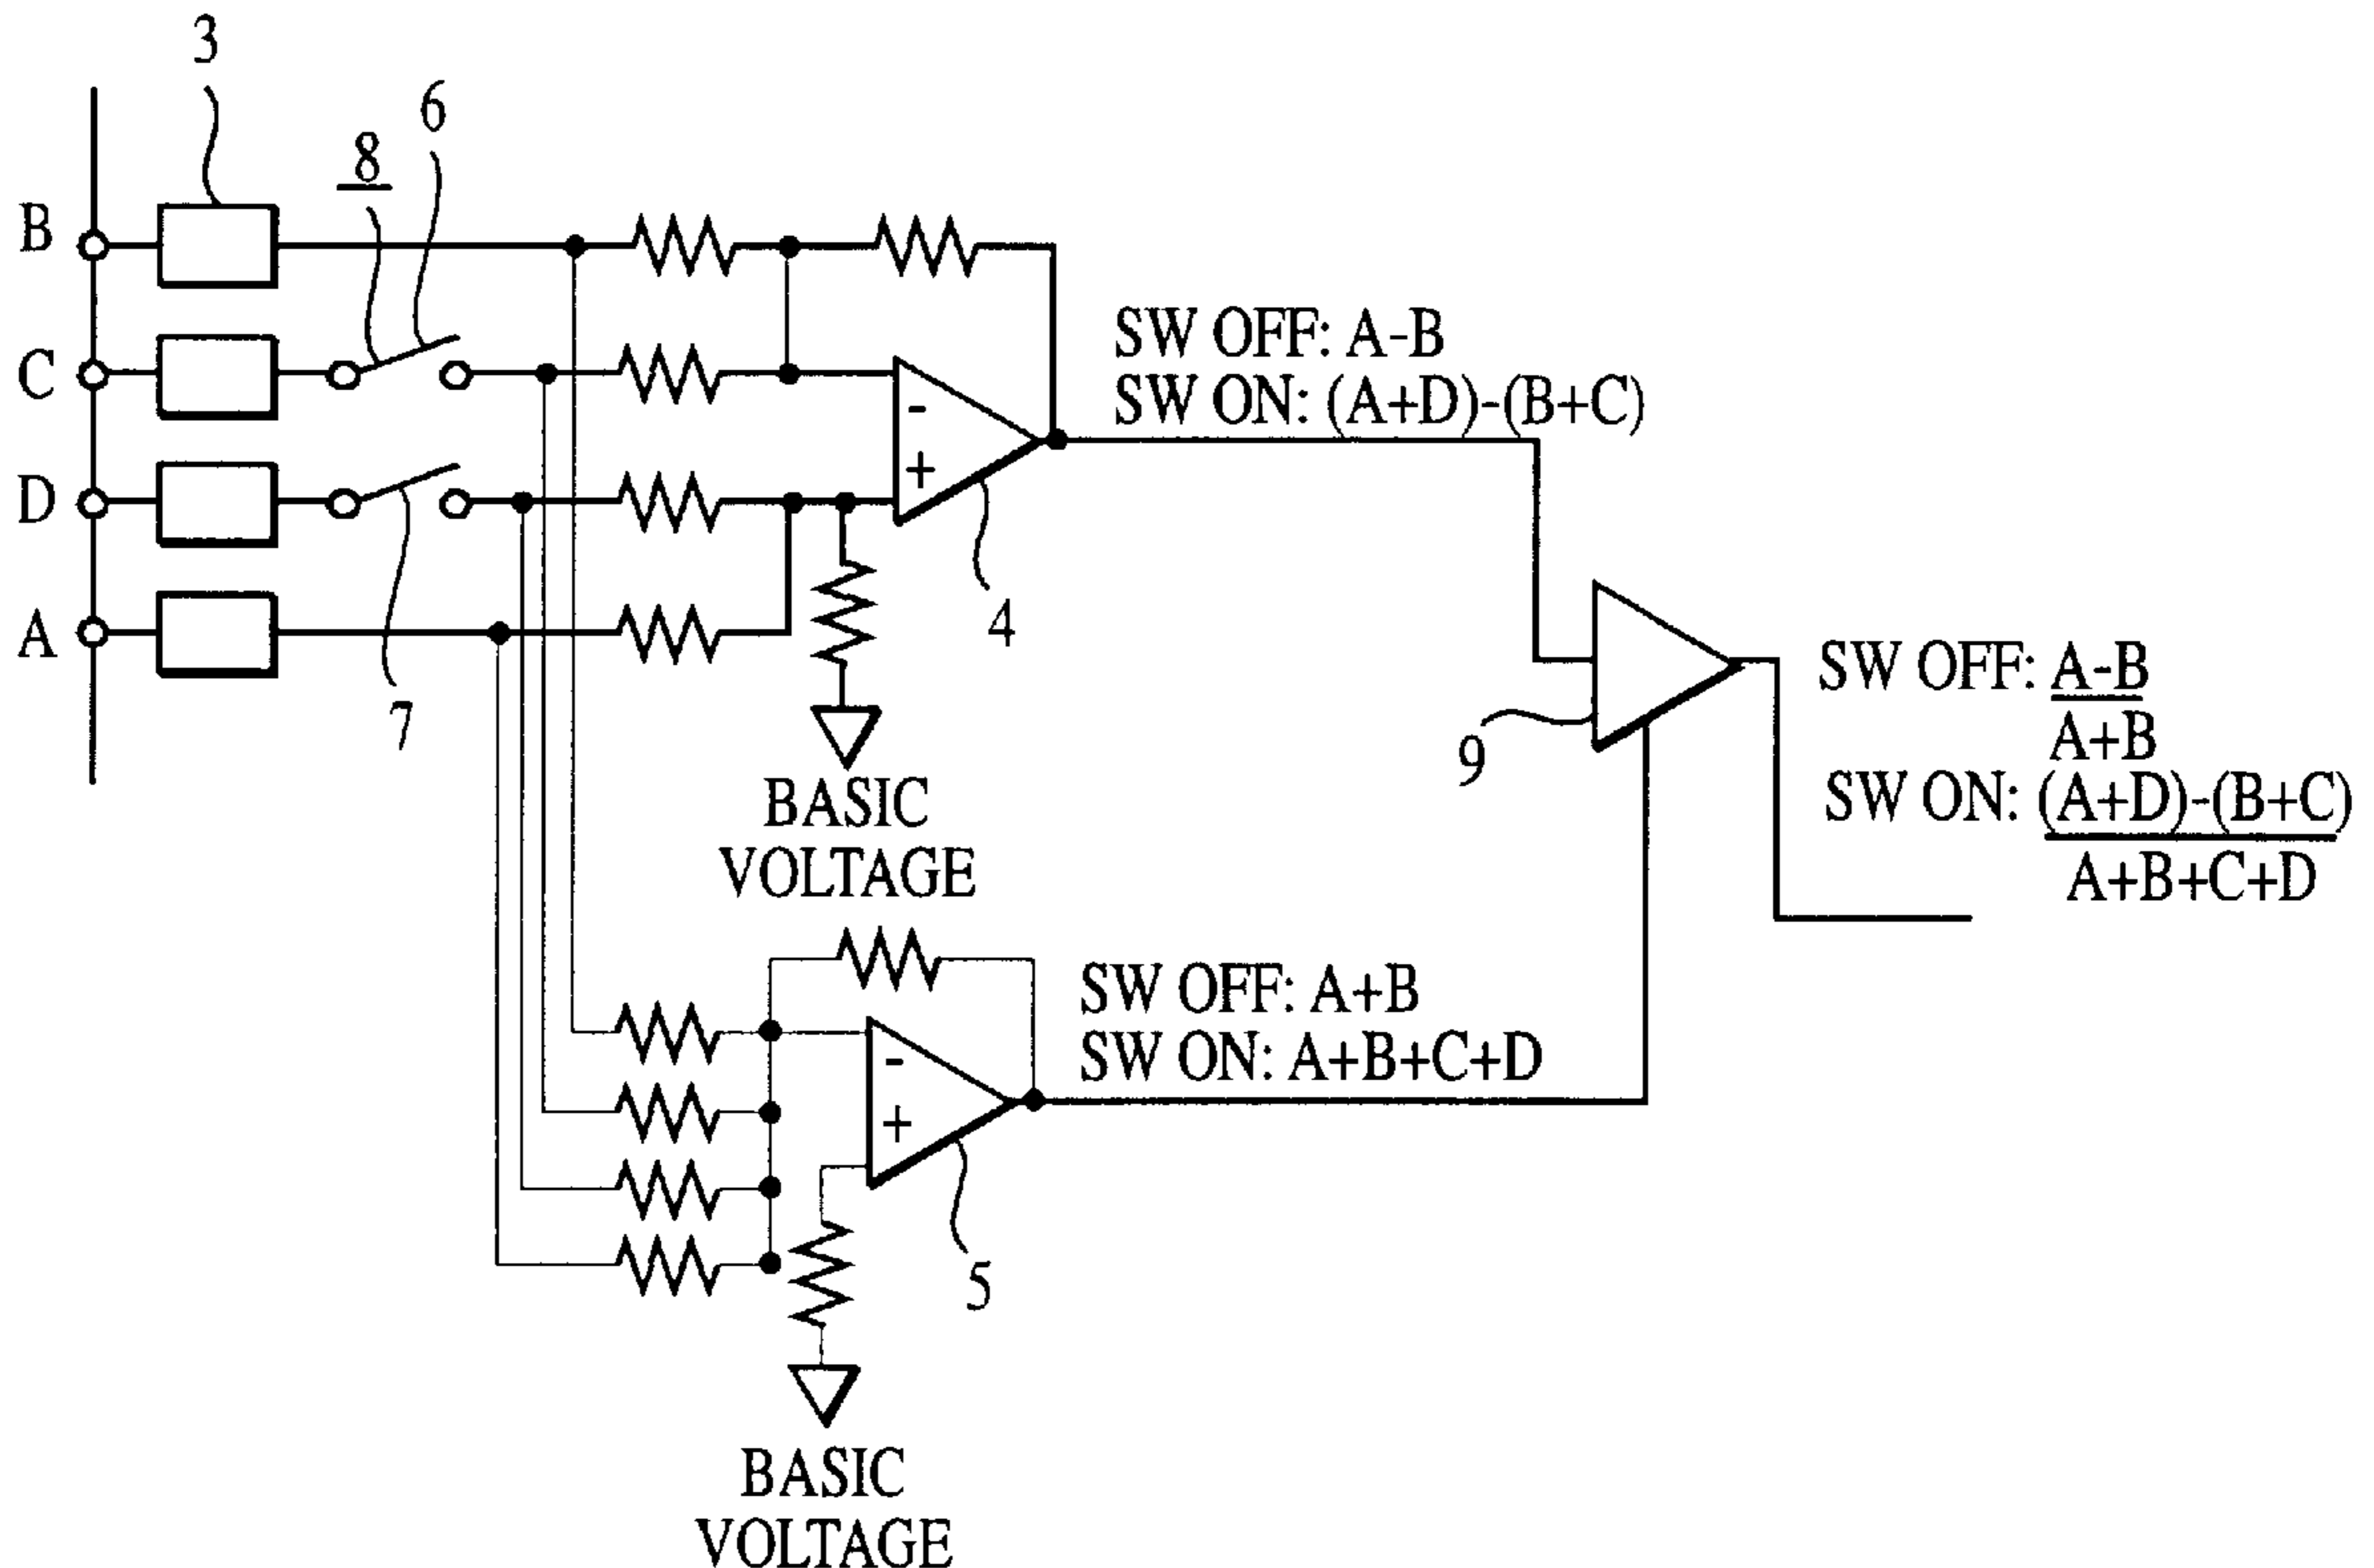 3
6
8
B
C
D
A
7
-
+
4
SW OFF: A-B
SW ON: (A+D)-(B+C)
BASIC
VOLTAGE
9
SW OFF: A-B
A+B
SW ON: (A+D)-(B+C)
A+B+C+D
SW OFF: A+B
SW ON: A+B+C+D
-
+
5
BASIC
VOLTAGE